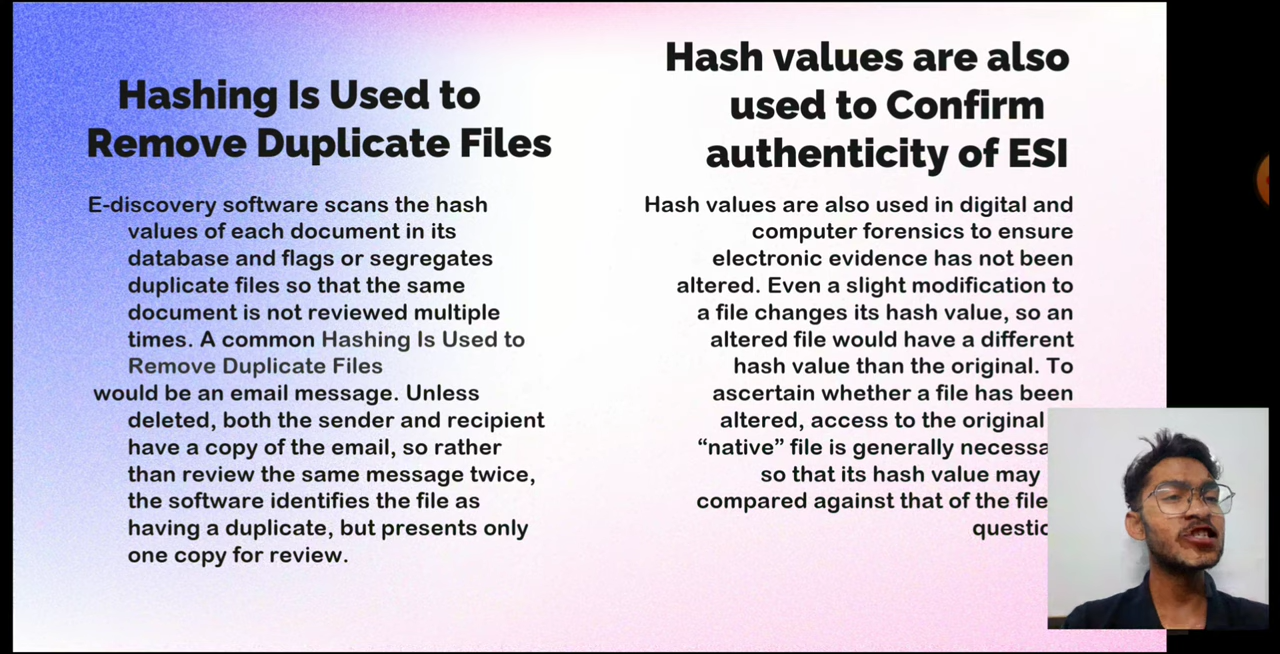 Hashing Is Used to
Remove Duplicate Files
E-discovery software scans the hash
values of each document in its
database and flags or segregates
duplicate files so that the same
document is not reviewed multiple
times. A common Hashing Is Used to
Remove Duplicate Files
would be an email message. Unless
deleted, both the sender and recipient
have a copy of the email, so rather
than review the same message twice,
the software identifies the file as
having a duplicate, but presents only
one copy for review.
Hash values are also
used to Confirm
authenticity of ESI
Hash values are also used in digital and
computer forensics to ensure
electronic evidence has not been
altered. Even a slight modification to
a file changes its hash value, so an
altered file would have a different
hash value than the original. To
ascertain whether a file has been
altered, access to the original
“native” file is generally
so that its hash value may
compared against that of the file